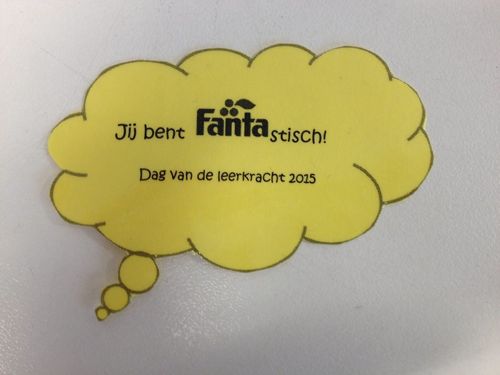 Jij bent Fantastisch!
Dag van de leerkracht 2015